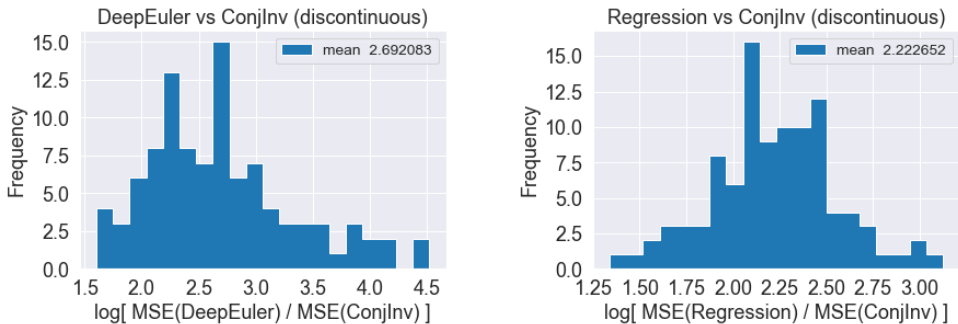 DeepEuler vs ConjInv (discontinuous)
mean 2.692083
15.0
12.5
10.0
7.5
5.0
2.5
0.0
Frequency
1.5 2.0 2.5 3.0 3.5 4.0 4.5
log[ MSE(DeepEuler) / MSE(ConjInv) ]
Regression vs ConjInv (discontinuous)
mean 2.222652
15.0
12.5
10.0
7.5
5.0
2.5
0.0
Frequency
1.25 1.50 1.75 2.00 2.25 2.50 2.75 3.00
log[ MSE(Regression) / MSE(ConjInv) ]